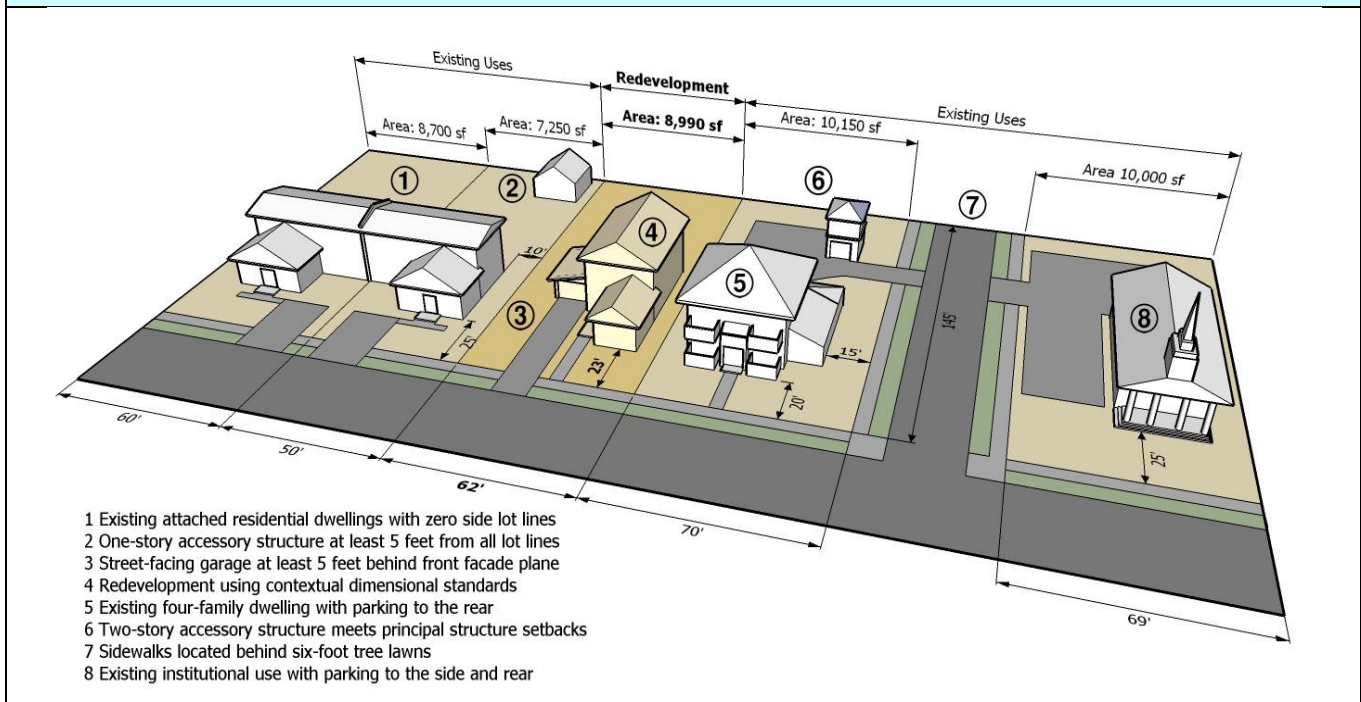 Existing Uses
Redevelopment
Existing Uses
Area: 8,700 sf
Area: 7,250 sf
Area: 8,990 sf
Area: 10,150 sf
Area 10,000 sf
1
2
6
7
4
5
3
8
10'
25'
23'
15'
20'
145'
25'
60'
50'
62'
70'
69'
1 Existing attached residential dwellings with zero side lot lines
2 One-story accessory structure at least 5 feet from all lot lines
3 Street-facing garage at least 5 feet behind front facade plane
4 Redevelopment using contextual dimensional standards
5 Existing four-family dwelling with parking to the rear
6 Two-story accessory structure meets principal structure setbacks
7 Sidewalks located behind six-foot tree lawns
8 Existing institutional use with parking to the side and rear